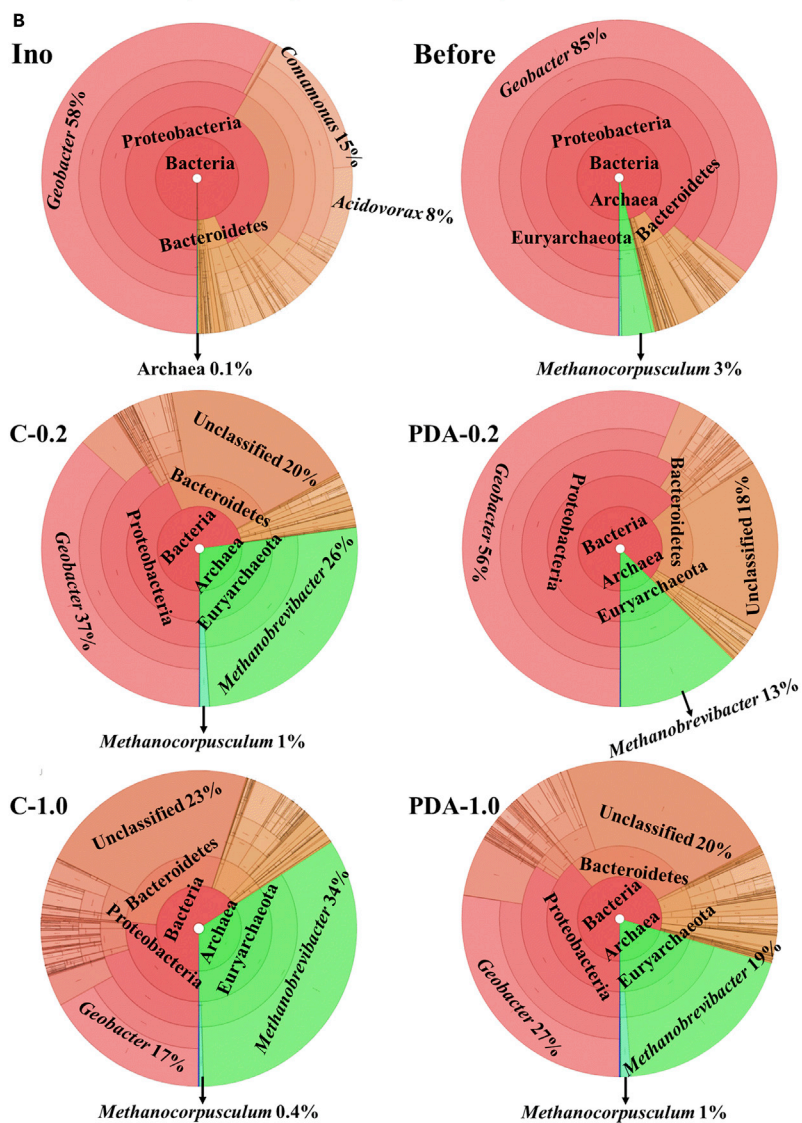 B
Ino
Geobacter 58%
Comamonas 15%
Proteobacteria
Bacteria
Acidovorax 8%
Bacteroidetes
Archaea 0.1%
Before
Geobacter 85%
Proteobacteria
Bacteria
Archaea
Bacteroidetes
Euryarchaeota
Methanocorpusculum 3%
C-0.2
Unclassified 20%
Bacteroidetes
Bacteria
Proteobacteria
Archaea
Euryarchaeota
Geobacter 37%
Methanobrevibacter 26%
Methanocorpusculum 1%
PDA-0.2
Geobacter 56%
Proteobacteria
Bacteroidetes
Unclassified 18%
Bacteria
Archaea
Euryarchaeota
Methanobrevibacter 13%
C-1.0
Unclassified 23%
Bacteroidetes
Bacteria
Proteobacteria
Archaea
Euryarchaeota
Methanobrevibacter 34%
Geobacter 17%
Methanocorpusculum 0.4%
PDA-1.0
Unclassified 20%
Bacteroidetes
Bacteria
Proteobacteria
Archaea
Euryarchaeota
Geobacter 27%
Methanobrevibacter 19%
Methanocorpusculum 1%